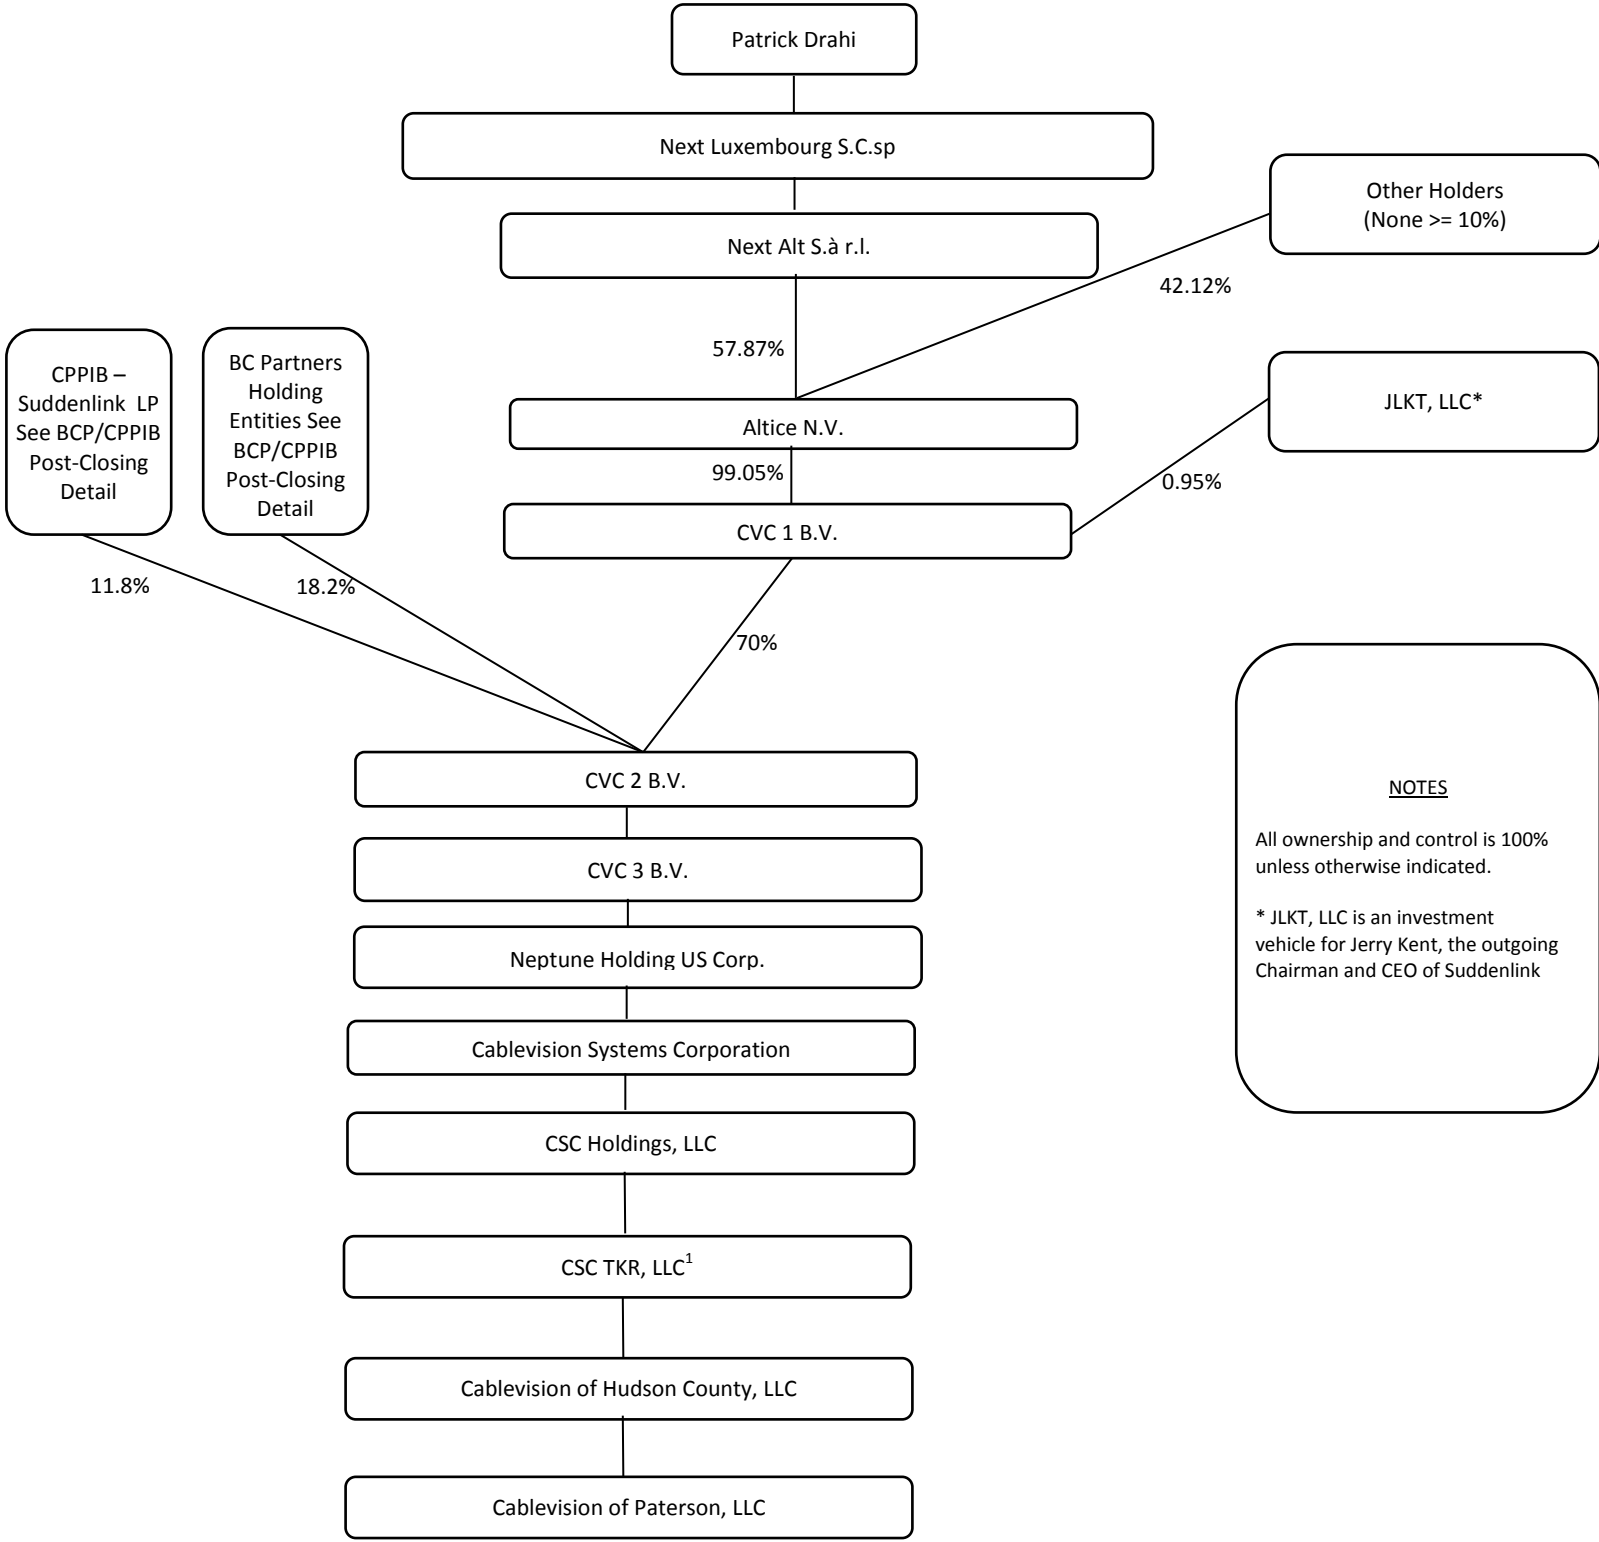 Patrick Drahi
Next Luxembourg S.C.sp
Other Holders
(None >= 10%)
Next Alt S.à r.l.
42.12%
57.87%
CPPIB –
Suddenlink LP
See BCP/CPPIB
Post-Closing
Detail
BC Partners
Holding
Entities See
BCP/CPPIB
Post-Closing
Detail
JLKT, LLC*
Altice N.V.
99.05%
0.95%
CVC 1 B.V.
11.8%
18.2%
70%
CVC 2 B.V.
CVC 3 B.V.
Neptune Holding US Corp.
Cablevision Systems Corporation
CSC Holdings, LLC
CSC TKR, LLC1
Cablevision of Hudson County, LLC
Cablevision of Paterson, LLC
NOTES
All ownership and control is 100%
unless otherwise indicated.
* JLKT, LLC is an investment
vehicle for Jerry Kent, the outgoing
Chairman and CEO of Suddenlink